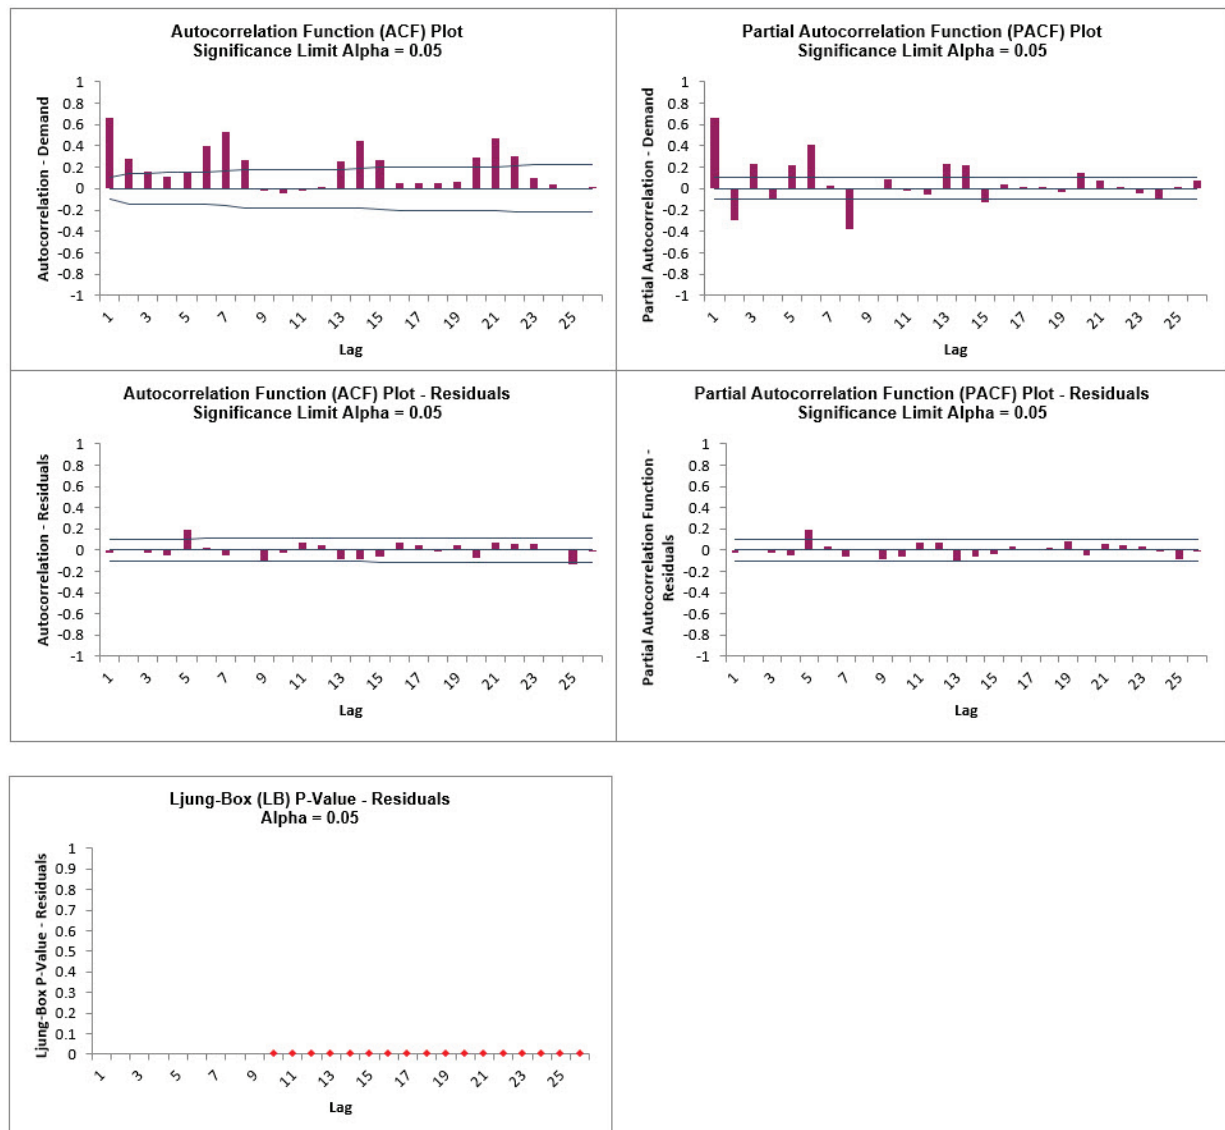 Autocorrelation Function (ACF) Plot
Significance Limit Alpha = 0.05
Autocorrelation - Demand
1
0.8
0.6
0.4
0.2
0
-0.2
-0.4
-0.6
-0.8
-1
1 3 5 7 9 11 13 15 17 19 21 23 25
Lag
Partial Autocorrelation Function (PACF) Plot
Significance Limit Alpha = 0.05
Partial Autocorrelation - Demand
1
0.8
0.6
0.4
0.2
0
-0.2
-0.4
-0.6
-0.8
-1
1 3 5 7 9 11 13 15 17 19 21 23 25
Lag
Autocorrelation Function (ACF) Plot - Residuals
Significance Limit Alpha = 0.05
Autocorrelation - Residuals
1
0.8
0.6
0.4
0.2
0
-0.2
-0.4
-0.6
-0.8
-1
1 3 5 7 9 11 13 15 17 19 21 23 25
Lag
Partial Autocorrelation Function (PACF) Plot - Residuals
Significance Limit Alpha = 0.05
Partial Autocorrelation Function -
Residuals
1
0.8
0.6
0.4
0.2
0
-0.2
-0.4
-0.6
-0.8
-1
1 3 5 7 9 11 13 15 17 19 21 23 25
Lag
Ljung-Box (LB) P-Value - Residuals
Alpha = 0.05
Ljung-Box P-Value - Residuals
1
0.9
0.8
0.7
0.6
0.5
0.4
0.3
0.2
0.1
0
1 3 5 7 9 11 13 15 17 19 21 23 25
Lag